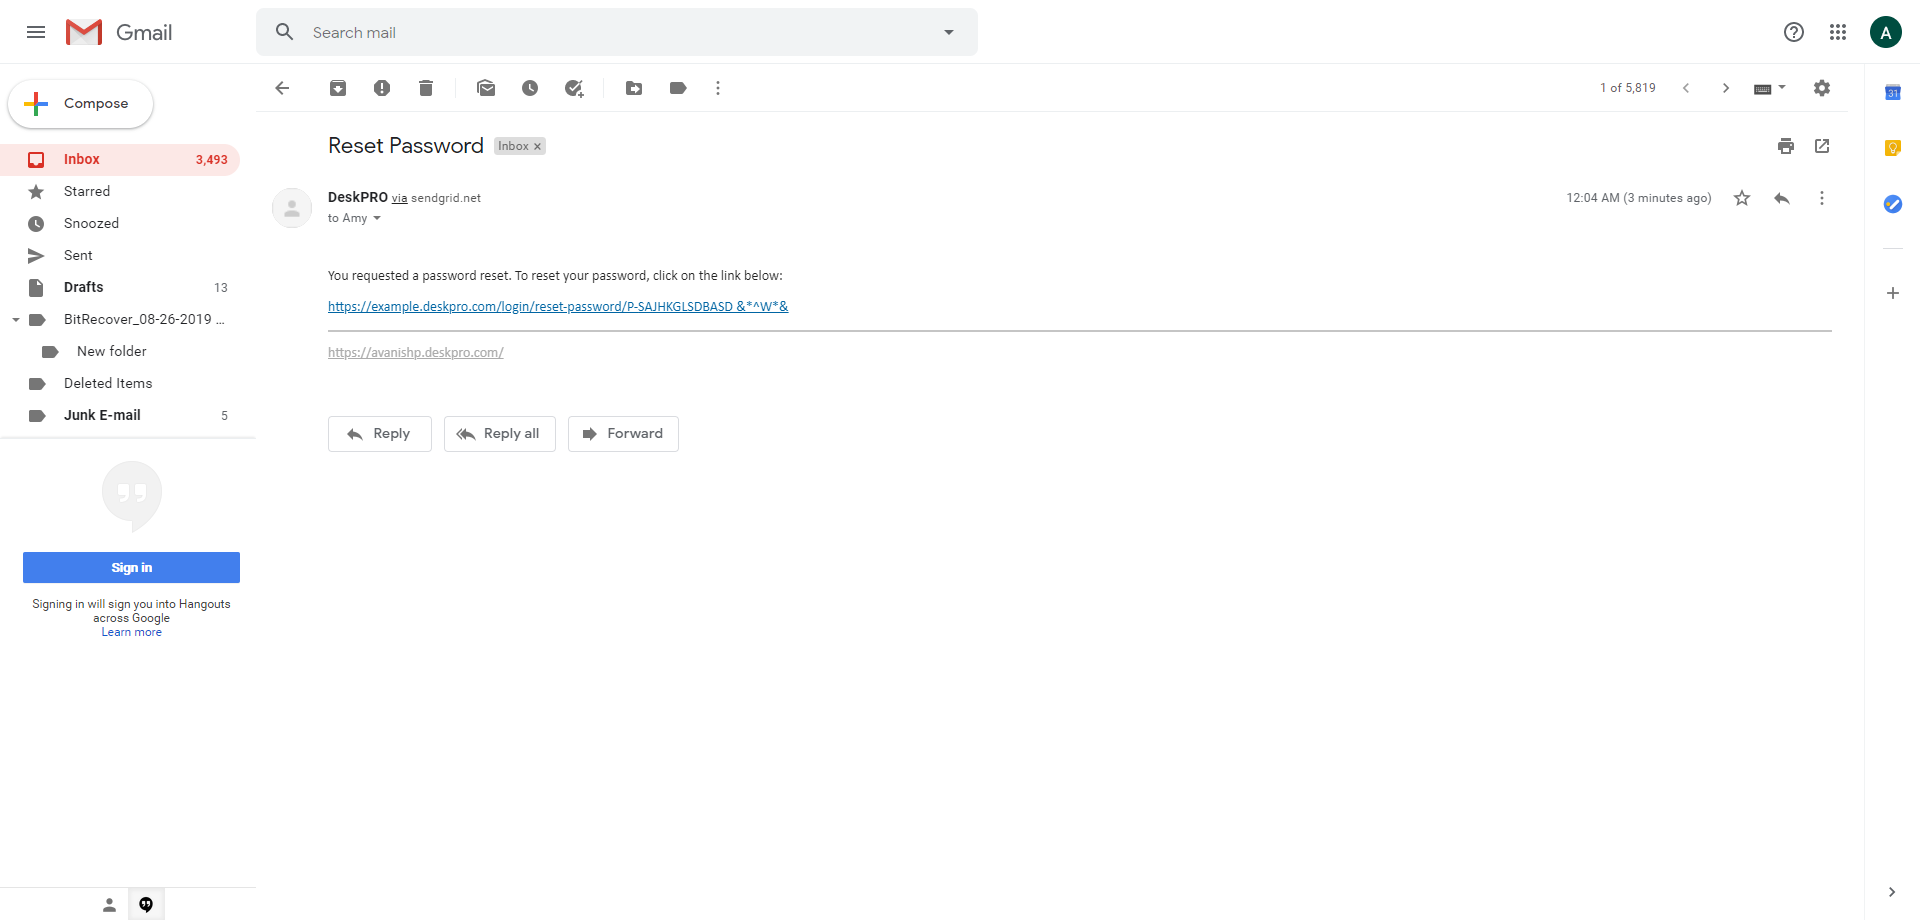 Gmail
Search mail
A
Compose
1 of 5,819
31
Inbox 3,493
Starred
Snoozed
Sent
Drafts 13
BitRecover_08-26-2019 ...
New folder
Deleted Items
Junk E-mail 5
Sign in
Signing in will sign you into Hangouts
across Google
Learn more
Reset Password Inbox ×
DeskPRO via sendgrid.net 12:04 AM (3 minutes ago)
to Amy
You requested a password reset. To reset your password, click on the link below:
https://example.deskpro.com/login/reset-password/P-SAJHKGLSDBASD &*^W*&
https://avanishp.deskpro.com/
Reply Reply all Forward